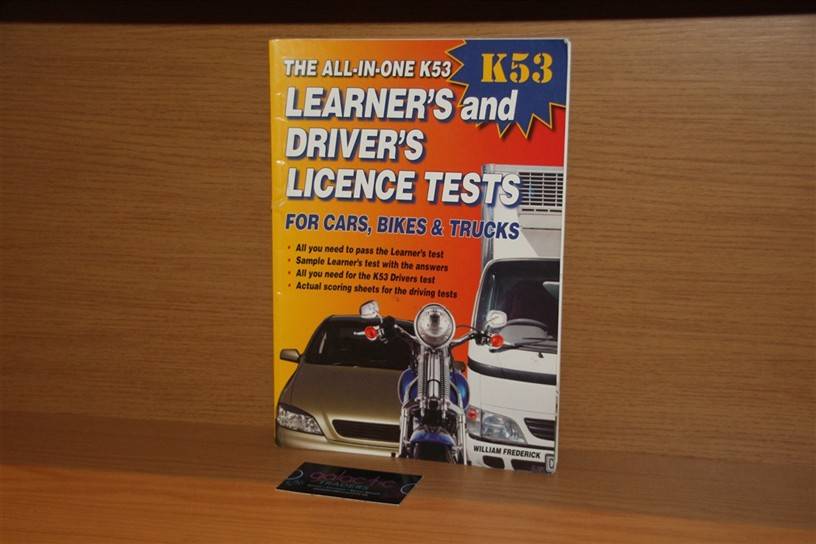 THE ALL-IN-ONE K53
K53
LEARNER'S and
DRIVER'S
LICENCE TESTS
FOR CARS, BIKES & TRUCKS
• All you need to pass the Learner's test
• Sample Learner's test with the answers
• All you need for the K53 Drivers test
• Actual scoring sheets for the driving tests
WILLIAM FREDERICK
galactic
TRADERS